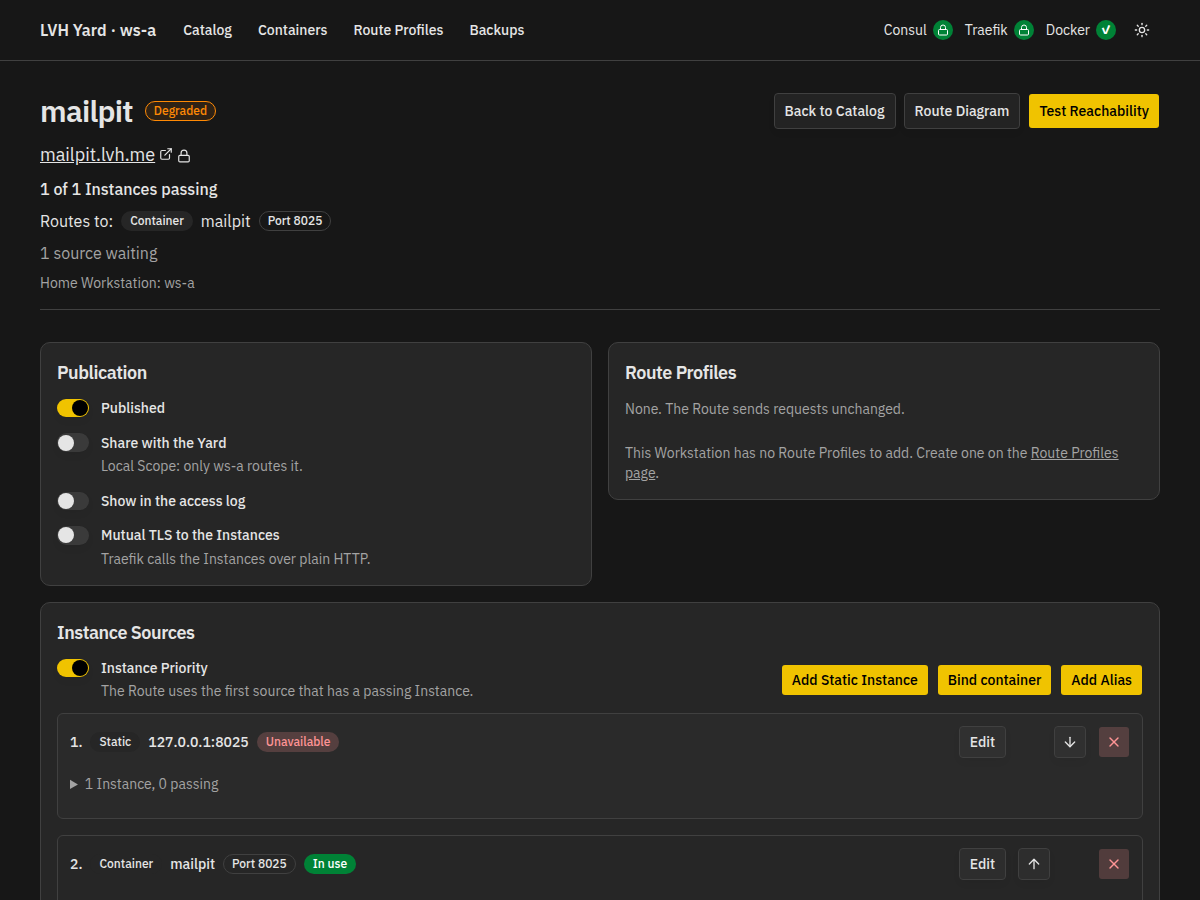 LVH Yard · ws-a Catalog Containers Route Profiles Backups Consul Traefik Docker
mailpit Degraded Back to Catalog Route Diagram Test Reachability
mailpit.lvh.me
1 of 1 Instances passing
Routes to: Container mailpit Port 8025
1 source waiting
Home Workstation: ws-a
Publication
Published
Share with the Yard
Local Scope: only ws-a routes it.
Show in the access log
Mutual TLS to the Instances
Traefik calls the Instances over plain HTTP.
Route Profiles
None. The Route sends requests unchanged.
This Workstation has no Route Profiles to add. Create one on the Route Profiles
page.
Instance Sources
Instance Priority
The Route uses the first source that has a passing Instance.
Add Static Instance Bind container Add Alias
1. Static 127.0.0.1:8025 Unavailable Edit
1 Instance, 0 passing
2. Container mailpit Port 8025 In use Edit